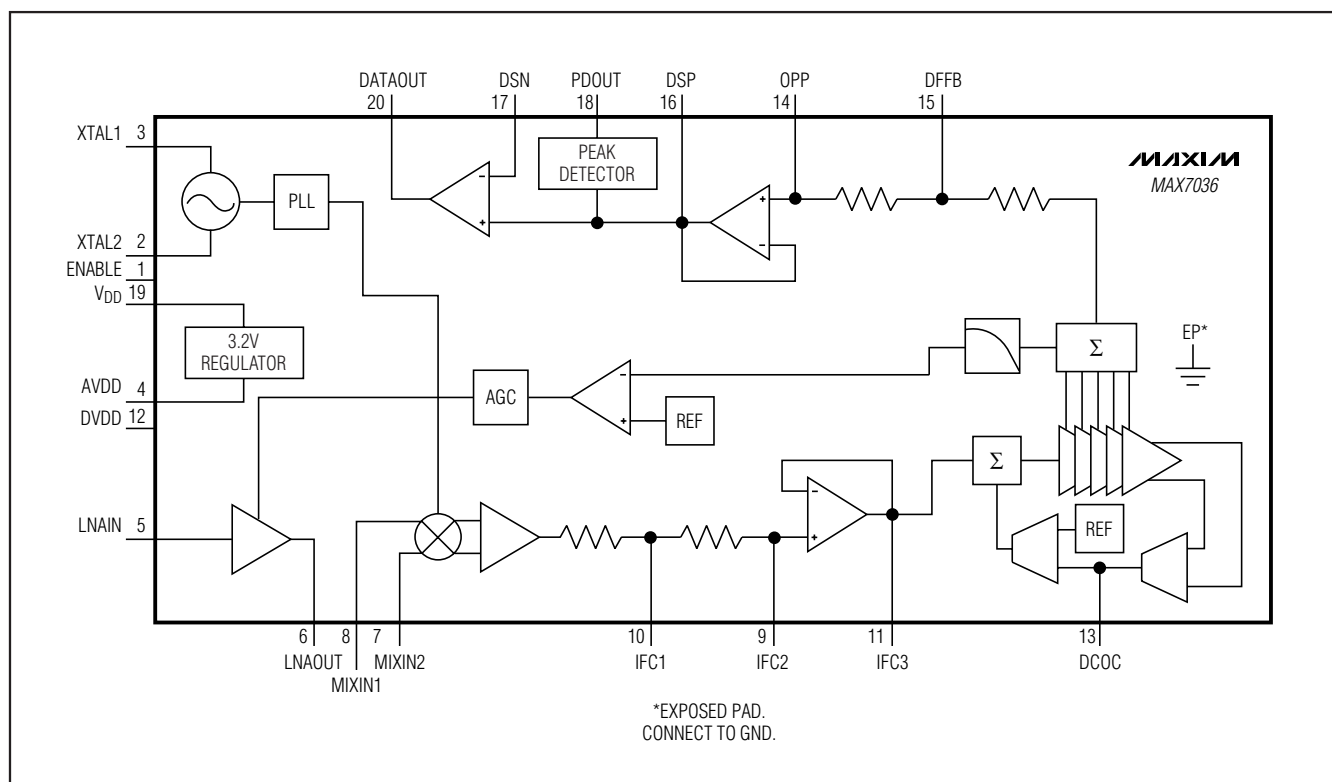 DATAOUT
20
DSN
17
PDOUT
18
DSP
16
OPP
14
DFFB
15
XTAL1 3
PEAK
DETECTOR
MAXIM
MAX7036
-
+
+
-
PLL
XTAL2 2
ENABLE 1
VDD 19
3.2V
REGULATOR
Σ
EP*
AVDD 4
DVDD 12
AGC
-
+
REF
Σ
-
+
REF
LNAIN 5
6
LNAOUT
8
MIXIN1
7
MIXIN2
10
IFC1
9
IFC2
11
IFC3
13
DCOC
*EXPOSED PAD.
CONNECT TO GND.